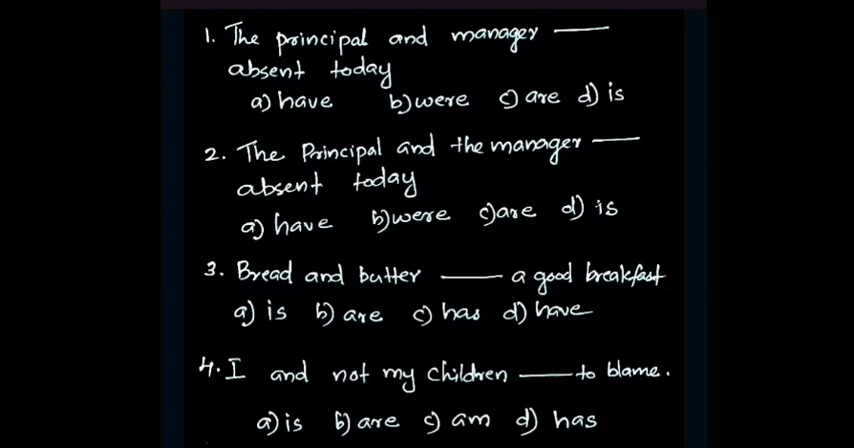 1. The principal and manager ——
absent today
a) have b) were c) are d) is
2. The Principal and the manager ——
absent today
a) have b) were c) are d) is
3. Bread and butter —— a good breakfast
a) is b) are c) has d) have
4. I and not my children —— to blame.
a) is b) are c) am d) has